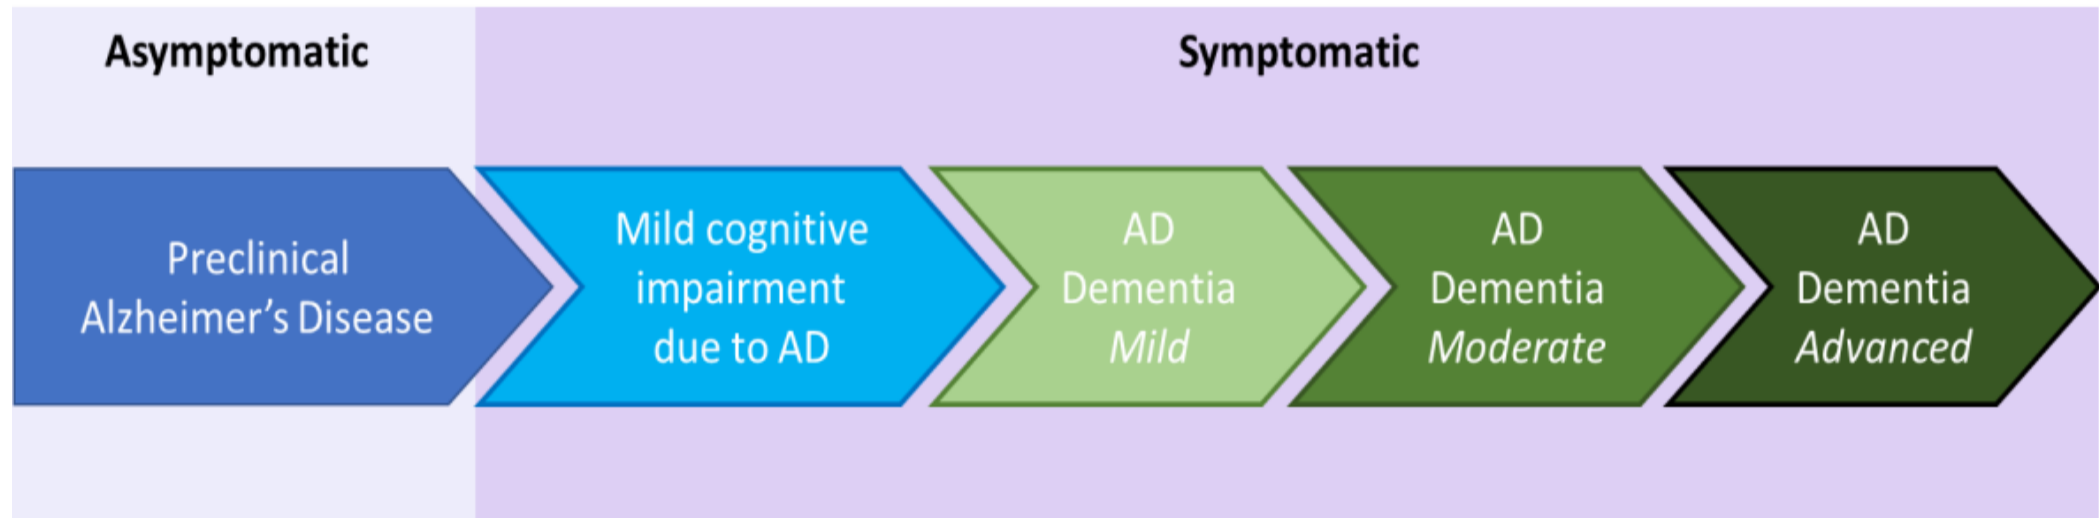 Asymptomatic
Symptomatic
Preclinical
Alzheimer’s Disease
Mild cognitive
impairment
due to AD
AD
Dementia
Mild
AD
Dementia
Moderate
AD
Dementia
Advanced